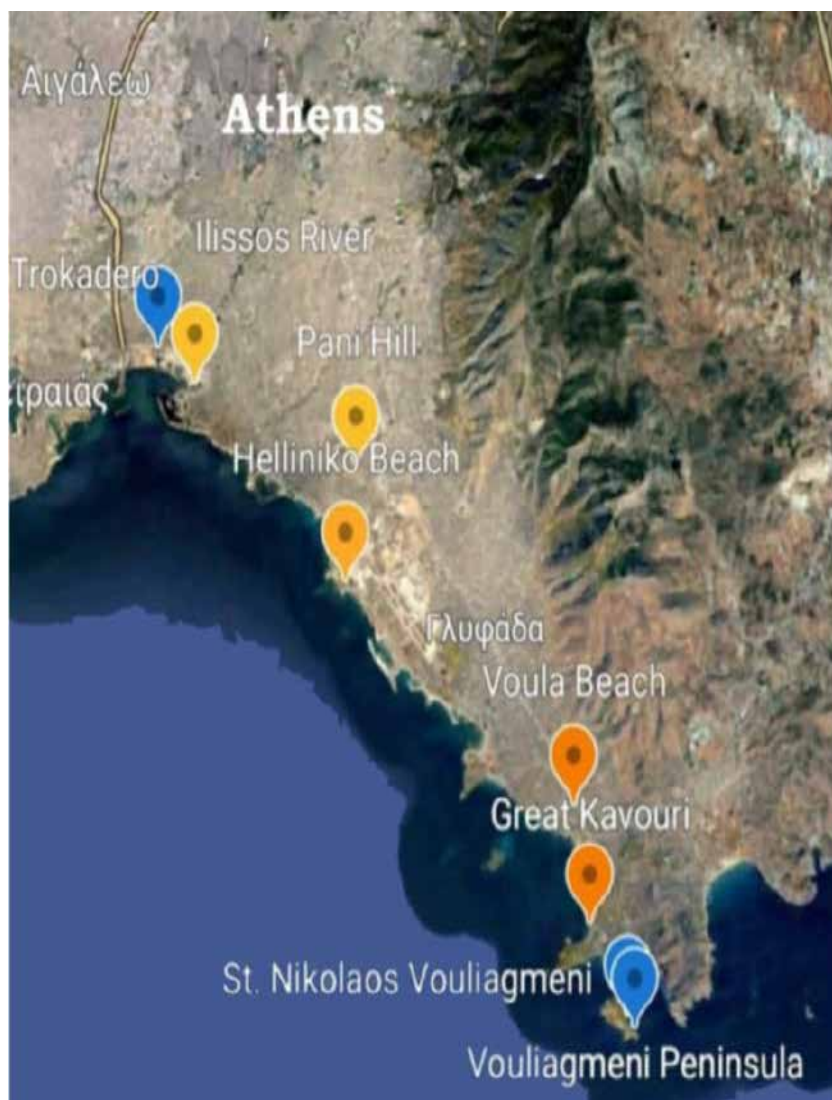 Αιγάλεω
Athens
Ilissos River
Trokadero
Pani Hill
ειραιάς
Helliniko Beach
Γλυφάδα
Voula Beach
Great Kavouri
St. Nikolaos Vouliagmeni
Vouliagmeni Peninsula